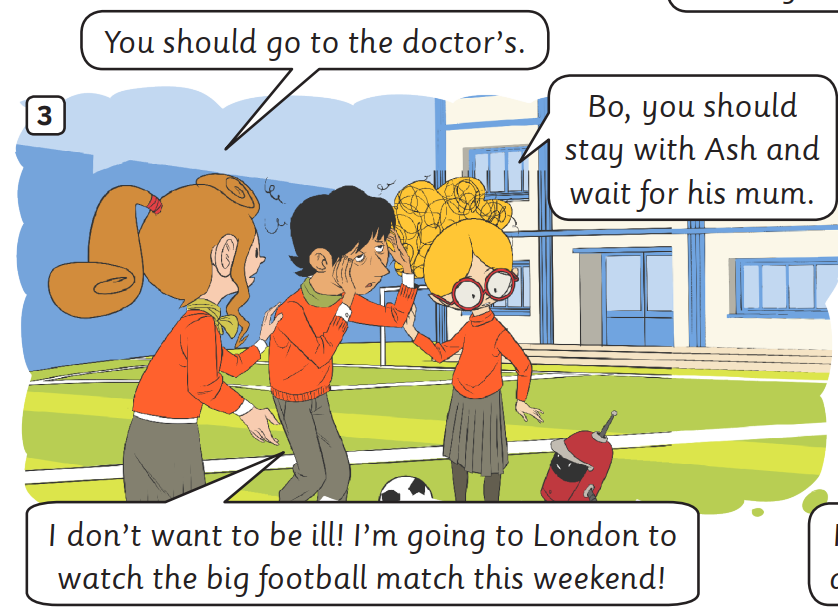 You should go to the doctor's.
3
Bo, you should
stay with Ash and
wait for his mum.
I don't want to be ill! I'm going to London to
watch the big football match this weekend!